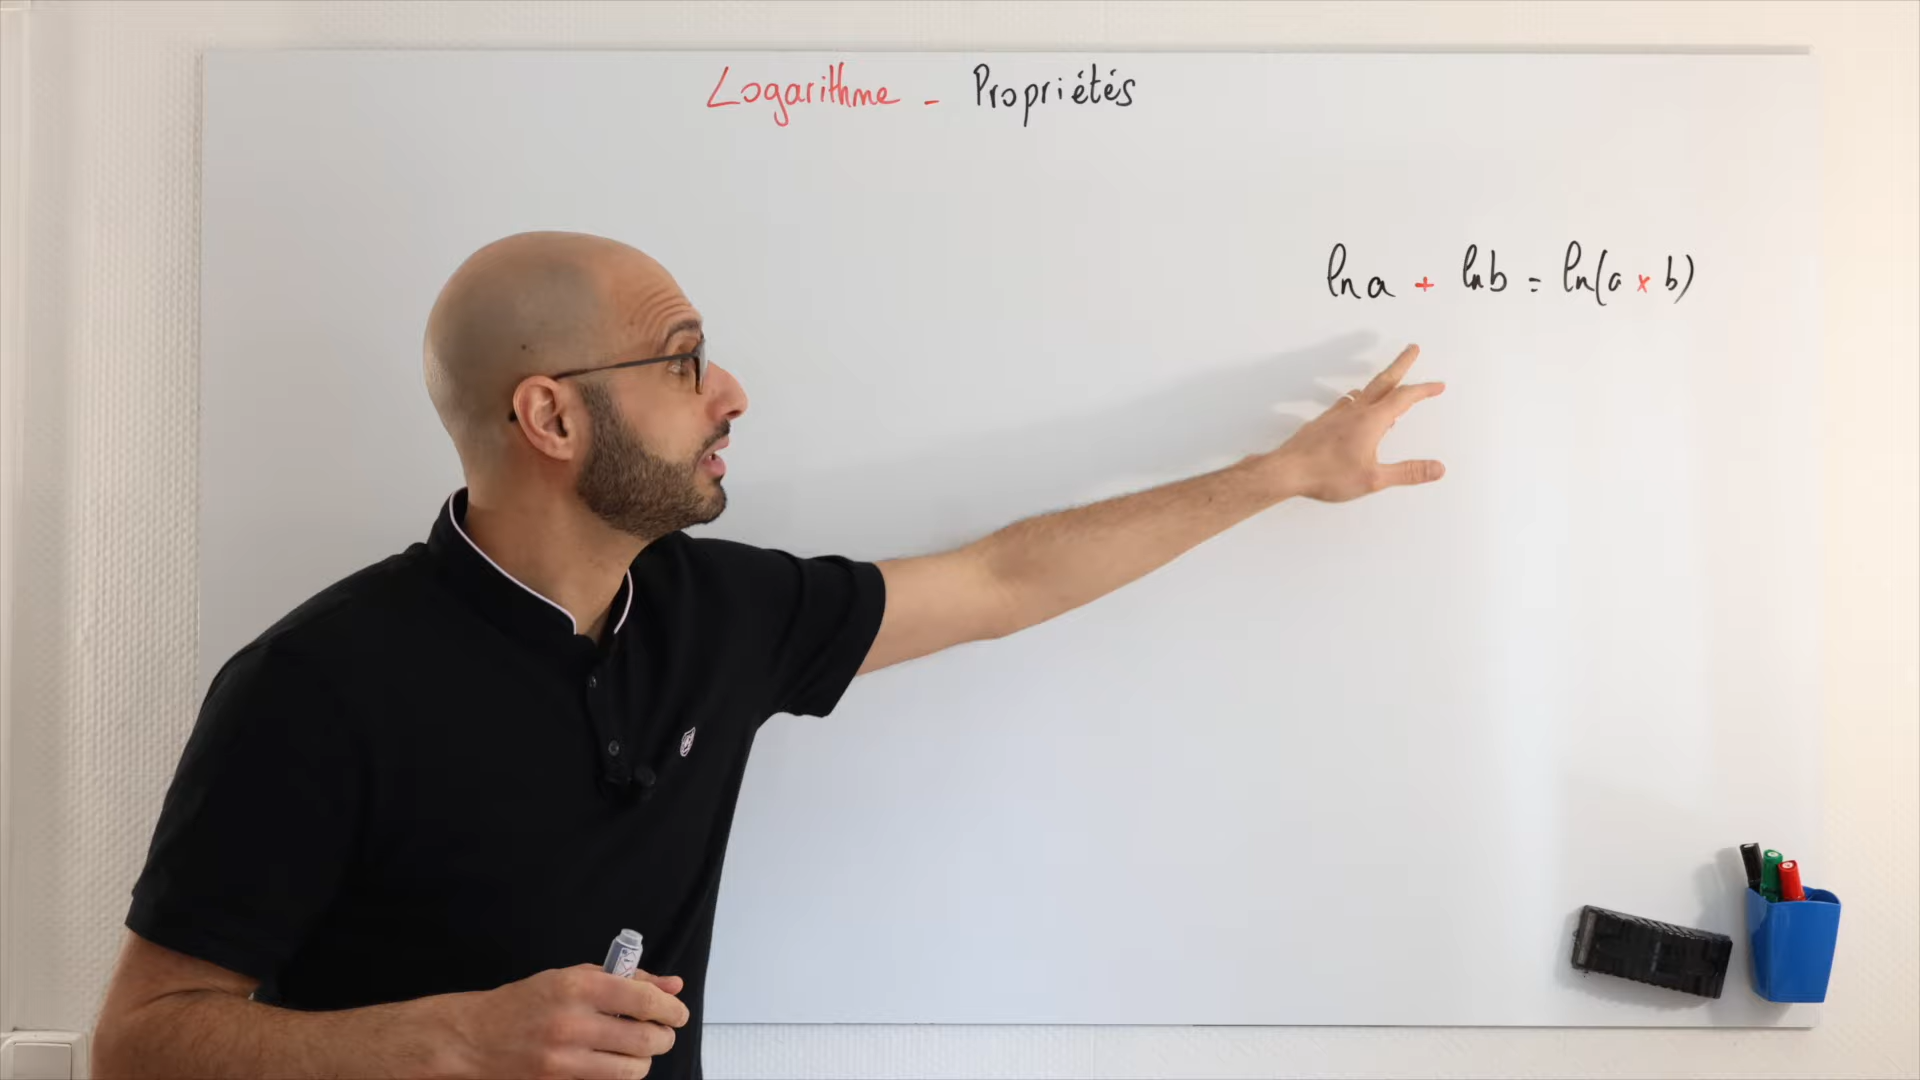 Logarithme - Propriétés
ln a + ln b = ln(a × b)